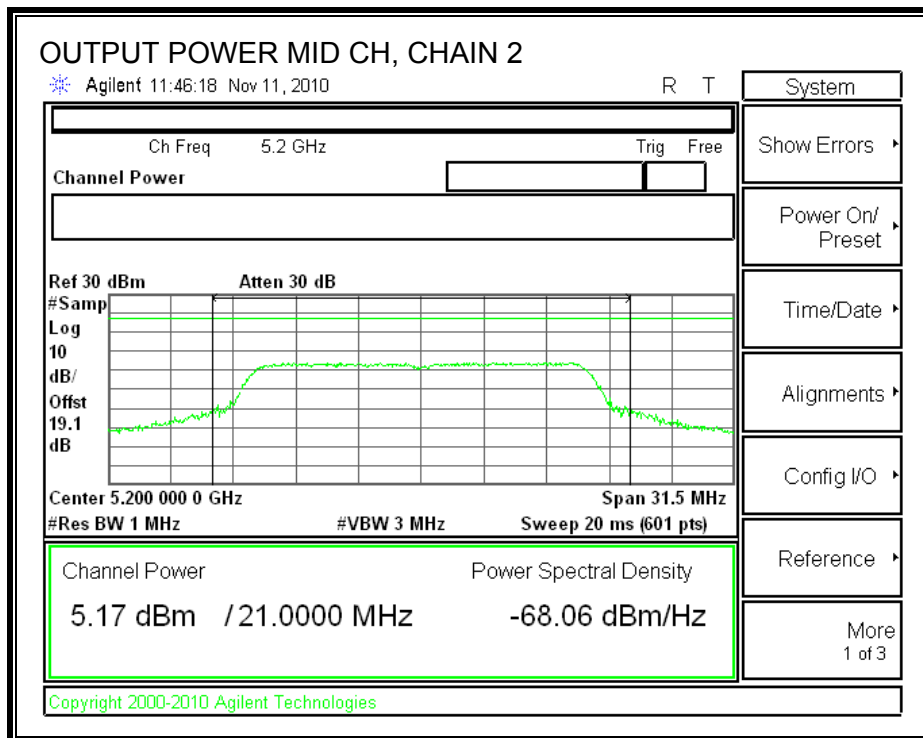 OUTPUT POWER MID CH, CHAIN 2
Agilent 11:46:18 Nov 11, 2010 R T
Ch Freq 5.2 GHz Trig Free
Channel Power
Ref 30 dBm Atten 30 dB
#Samp
Log
10
dB/
Offst
19.1
dB
Center 5.200 000 0 GHz Span 31.5 MHz
#Res BW 1 MHz #VBW 3 MHz Sweep 20 ms (601 pts)
Channel Power Power Spectral Density
5.17 dBm /21.0000 MHz -68.06 dBm/Hz
Copyright 2000-2010 Agilent Technologies
System
Show Errors
Power On/
Preset
Time/Date
Alignments
Config I/O
Reference
More
1 of 3